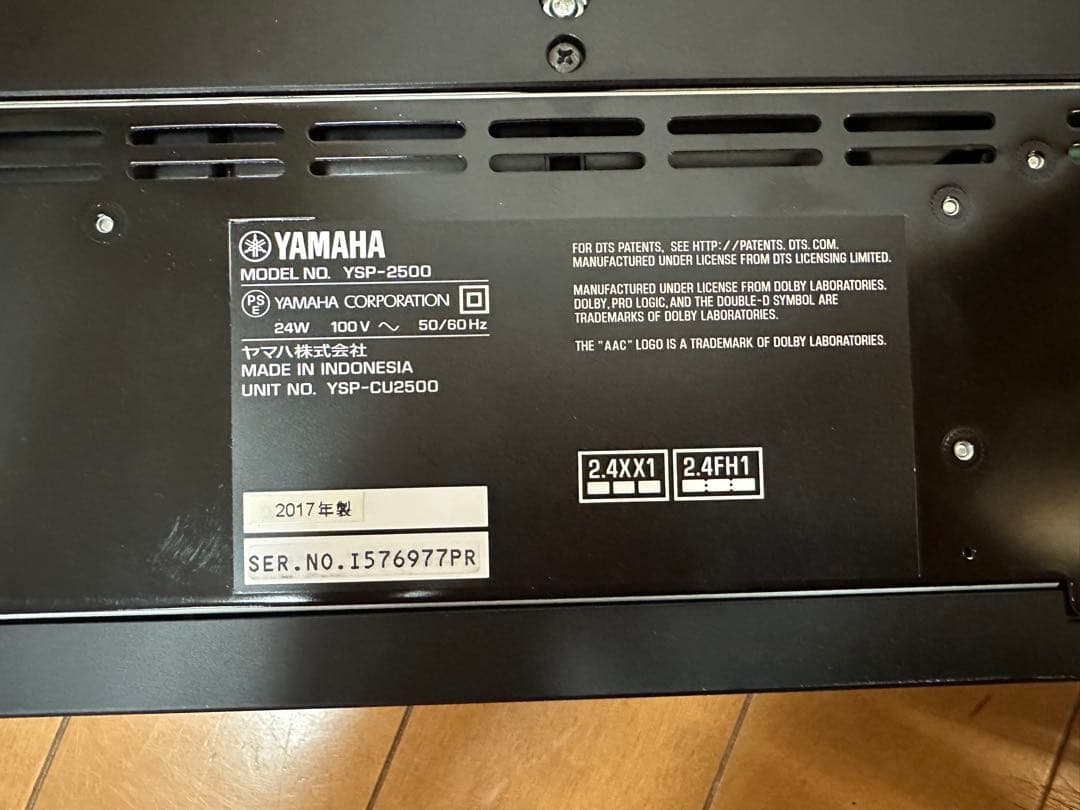 YAMAHA
MODEL NO. YSP-2500
PSE YAMAHA CORPORATION
24W 100V ～ 50/60Hz
ヤマハ株式会社
MADE IN INDONESIA
UNIT NO. YSP-CU2500
2017年製
SER.NO.I576977PR
FOR DTS PATENTS, SEE HTTP://PATENTS.DTS.COM.
MANUFACTURED UNDER LICENSE FROM DTS LICENSING LIMITED.
MANUFACTURED UNDER LICENSE FROM DOLBY LABORATORIES.
DOLBY, PRO LOGIC, AND THE DOUBLE-D SYMBOL ARE
TRADEMARKS OF DOLBY LABORATORIES.
THE "AAC" LOGO IS A TRADEMARK OF DOLBY LABORATORIES.
2.4XX1 2.4FH1